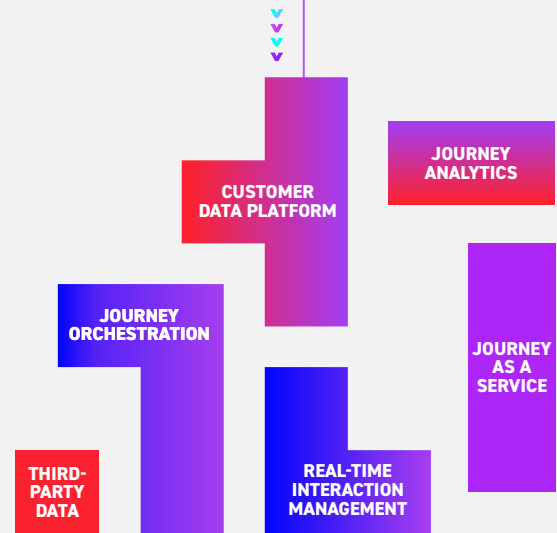 JOURNEY
ANALYTICS
CUSTOMER
DATA PLATFORM
JOURNEY
ORCHESTRATION
JOURNEY
AS A
SERVICE
THIRD-
PARTY
DATA
REAL-TIME
INTERACTION
MANAGEMENT